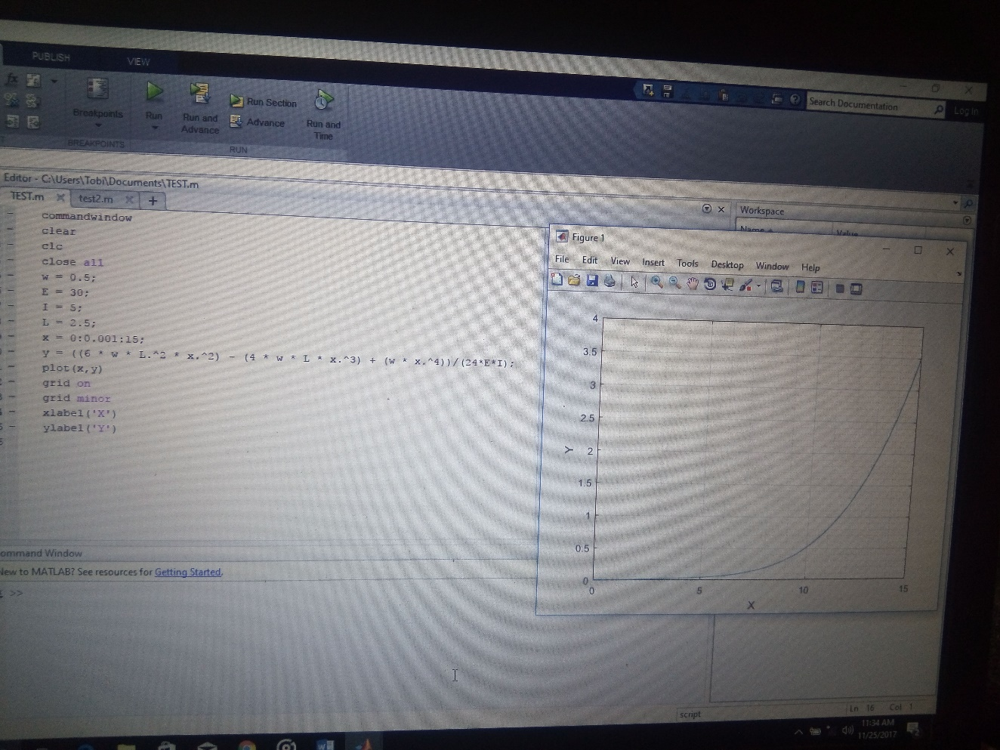 PUBLISH
VIEW
Breakpoints
Run
Run and
Advance
Run Section
Advance
Run and
Time
BREAKPOINTS
RUN
Search Documentation
Log In
Editor - C:\Users\Tobi\Documents\TEST.m
TEST.m
test2.m
+
Workspace
Name
Value
commandwindow
clear
clc
close all
w = 0.5;
E = 30;
I = 5;
L = 2.5;
x = 0:0.001:15;
y = ((6 * w * L.^2 * x.^2) - (4 * w * L * x.^3) + (w * x.^4))/(24*E*I);
plot(x,y)
grid on
grid minor
xlabel('X')
ylabel('Y')
Figure 1
File Edit View Insert Tools Desktop Window Help
4
3.5
3
2.5
2
1.5
1
0.5
0
Y
0 5 10 15
X
ommand Window
New to MATLAB? See resources for Getting Started.
>>
script
Ln 16 Col 1
11:34 AM
11/25/2017